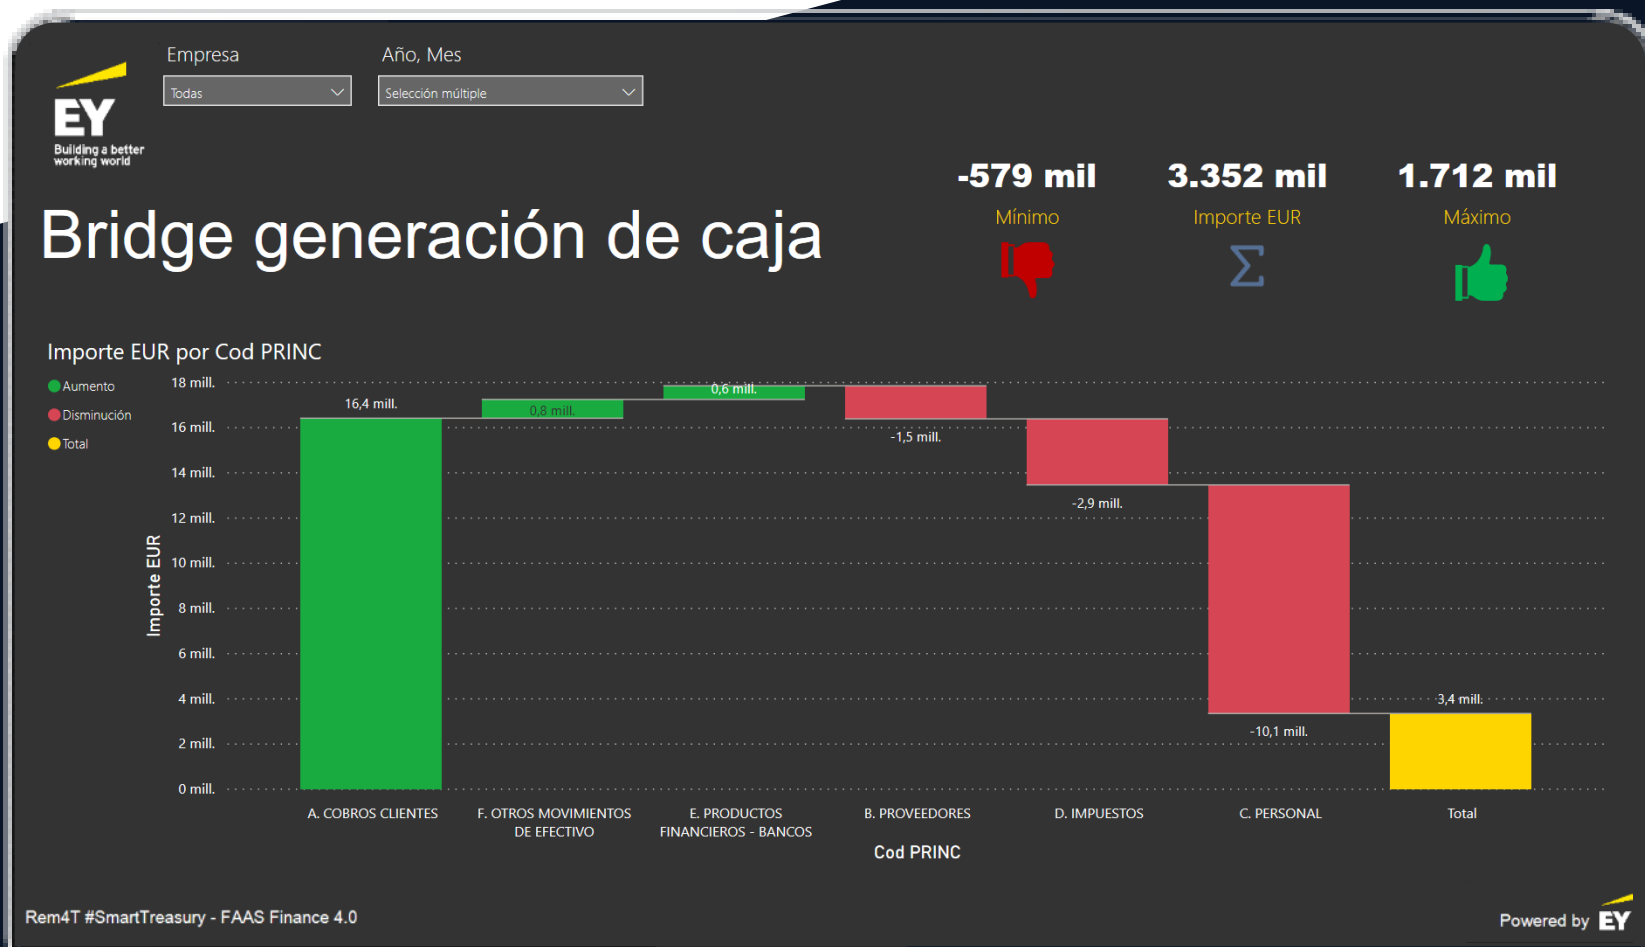 Empresa
Año, Mes
Todas
Selección múltiple
EY
Building a better
working world
-579 mil
3.352 mil
1.712 mil
Mínimo
Importe EUR
Máximo
Σ
Bridge generación de caja
Importe EUR por Cod PRINC
Aumento
Disminución
Total
18 mill.
16 mill.
14 mill.
12 mill.
10 mill.
8 mill.
6 mill.
4 mill.
2 mill.
0 mill.
Importe EUR
16,4 mill.
0,8 mill.
0,6 mill.
-1,5 mill.
-2,9 mill.
-10,1 mill.
3,4 mill.
A. COBROS CLIENTES
F. OTROS MOVIMIENTOS
DE EFECTIVO
E. PRODUCTOS
FINANCIEROS - BANCOS
B. PROVEEDORES
D. IMPUESTOS
C. PERSONAL
Total
Cod PRINC
Rem4T #SmartTreasury - FAAS Finance 4.0
Powered by EY